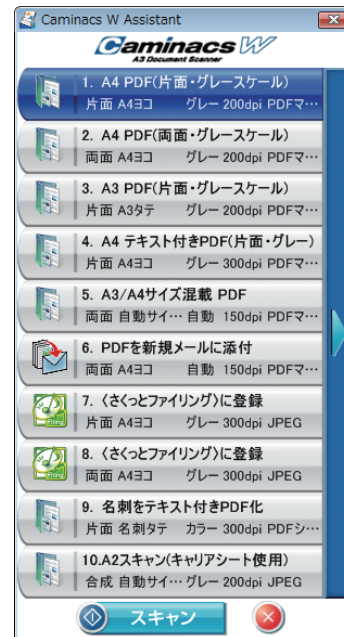 Caminacs W Assistant
Caminacs W
A3 Document Scanner
1. A4 PDF(片面・グレースケール)
片面 A4ヨコ グレー 200dpi PDFマ…
2. A4 PDF(両面・グレースケール)
両面 A4ヨコ グレー 200dpi PDFマ…
3. A3 PDF(片面・グレースケール)
片面 A3タテ グレー 200dpi PDFマ…
4. A4 テキスト付きPDF(片面・グレー)
片面 A4ヨコ グレー 300dpi PDFマ…
5. A3/A4サイズ混載 PDF
両面 自動サイ… 自動 150dpi PDFマ…
6. PDFを新規メールに添付
両面 A4ヨコ 自動 150dpi PDFマ…
7. 〈さくっとファイリング〉に登録
片面 A4ヨコ グレー 300dpi JPEG
8. 〈さくっとファイリング〉に登録
両面 A4ヨコ グレー 300dpi JPEG
9. 名刺をテキスト付きPDF化
片面 名刺タテ カラー 300dpi PDFシ…
10.A2スキャン(キャリアシート使用)
合成 自動サイ… グレー 200dpi JPEG
スキャン